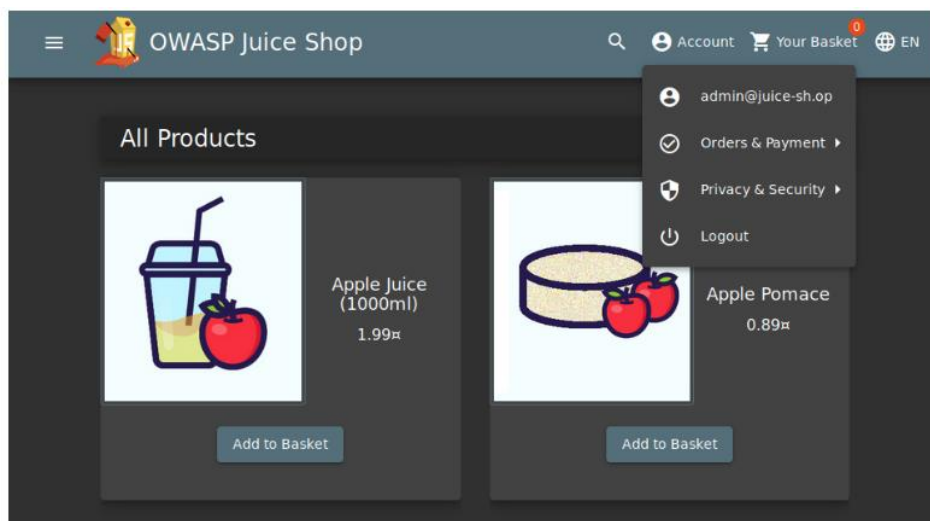 OWASP Juice Shop
Account
Your Basket
0
EN
admin@juice-sh.op
Orders & Payment
Privacy & Security
Logout
All Products
Apple Juice
(1000ml)
1.99¤
Add to Basket
Apple Pomace
0.89¤
Add to Basket